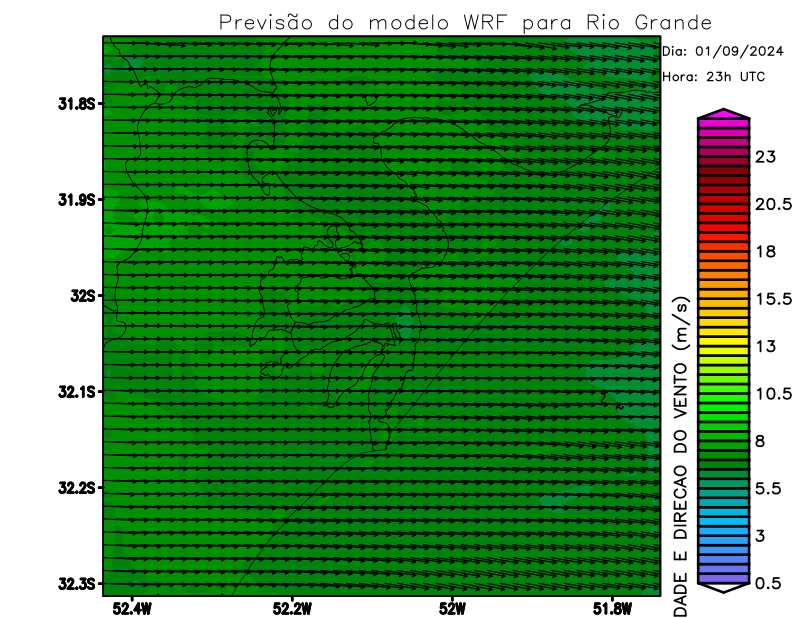 Previsão do modelo WRF para Rio Grande
Dia: 01/09/2024
Hora: 23h UTC
31.8S
31.9S
32S
32.1S
32.2S
32.3S
52.4W
52.2W
52W
51.8W
23
20.5
18
15.5
13
10.5
8
5.5
3
0.5
DADE E DIRECAO DO VENTO (m/s)